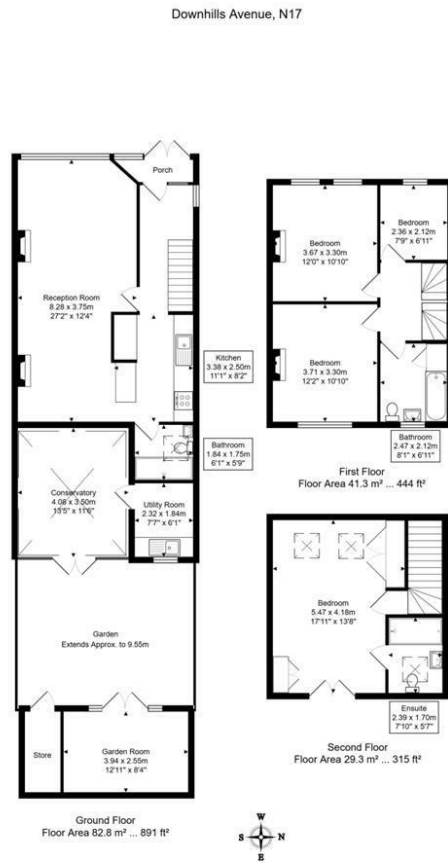 Downhills Avenue, N17
Porch
Reception Room
8.28 x 3.75m
27'2" x 12'4"
Kitchen
3.38 x 2.50m
11'1" x 8'2"
Bathroom
1.84 x 1.75m
6'1" x 5'9"
Conservatory
4.08 x 3.50m
13'5" x 11'6"
Utility Room
2.32 x 1.84m
7'7" x 6'1"
Garden
Extends Approx. to 9.55m
Store
Garden Room
3.94 x 2.55m
12'11" x 8'4"
Ground Floor
Floor Area 82.8 m² ... 891 ft²
Bedroom
3.67 x 3.30m
12'0" x 10'10"
Bedroom
2.36 x 2.12m
7'9" x 6'11"
Bedroom
3.71 x 3.30m
12'2" x 10'10"
Bathroom
2.47 x 2.12m
8'1" x 6'11"
First Floor
Floor Area 41.3 m² ... 444 ft²
Bedroom
5.47 x 4.18m
17'11" x 13'8"
Ensuite
2.39 x 1.70m
7'10" x 5'7"
Second Floor
Floor Area 29.3 m² ... 315 ft²
W
S N
E